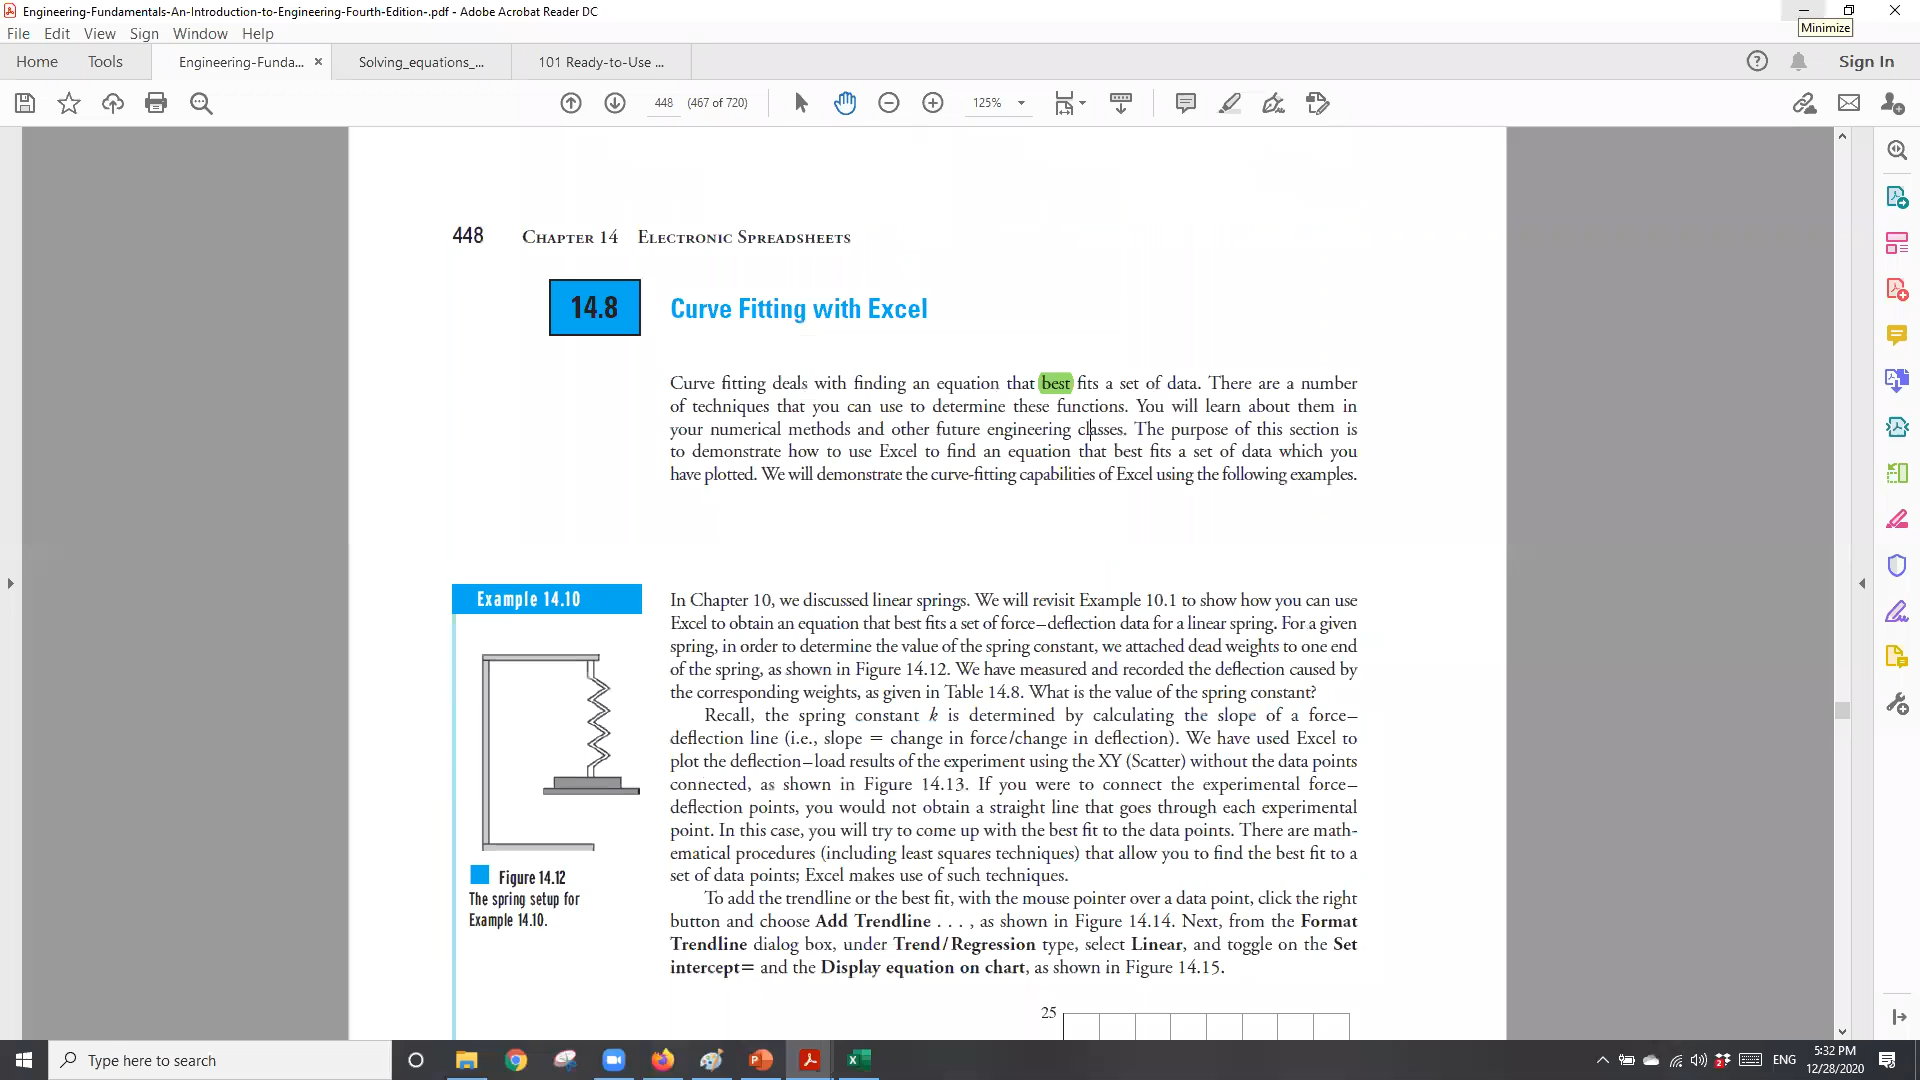 Engineering-Fundamentals-An-Introduction-to-Engineering-Fourth-Edition-.pdf - Adobe Acrobat Reader DC
Minimize
File Edit View Sign Window Help
Home Tools Engineering-Funda... × Solving_equations_... 101 Ready-to-Use ... Sign In
448 (467 of 720) 125%
448 CHAPTER 14 ELECTRONIC SPREADSHEETS
14.8 Curve Fitting with Excel
Curve fitting deals with finding an equation that best fits a set of data. There are a number
of techniques that you can use to determine these functions. You will learn about them in
your numerical methods and other future engineering classes. The purpose of this section is
to demonstrate how to use Excel to find an equation that best fits a set of data which you
have plotted. We will demonstrate the curve-fitting capabilities of Excel using the following examples.
Example 14.10
In Chapter 10, we discussed linear springs. We will revisit Example 10.1 to show how you can use
Excel to obtain an equation that best fits a set of force–deflection data for a linear spring. For a given
spring, in order to determine the value of the spring constant, we attached dead weights to one end
of the spring, as shown in Figure 14.12. We have measured and recorded the deflection caused by
the corresponding weights, as given in Table 14.8. What is the value of the spring constant?
Recall, the spring constant k is determined by calculating the slope of a force–
deflection line (i.e., slope = change in force/change in deflection). We have used Excel to
plot the deflection–load results of the experiment using the XY (Scatter) without the data points
connected, as shown in Figure 14.13. If you were to connect the experimental force–
deflection points, you would not obtain a straight line that goes through each experimental
point. In this case, you will try to come up with the best fit to the data points. There are math-
ematical procedures (including least squares techniques) that allow you to find the best fit to a
set of data points; Excel makes use of such techniques.
To add the trendline or the best fit, with the mouse pointer over a data point, click the right
button and choose Add Trendline . . . , as shown in Figure 14.14. Next, from the Format
Trendline dialog box, under Trend/Regression type, select Linear, and toggle on the Set
intercept= and the Display equation on chart, as shown in Figure 14.15.
Figure 14.12
The spring setup for
Example 14.10.
25
Type here to search
ENG
5:32 PM
12/28/2020